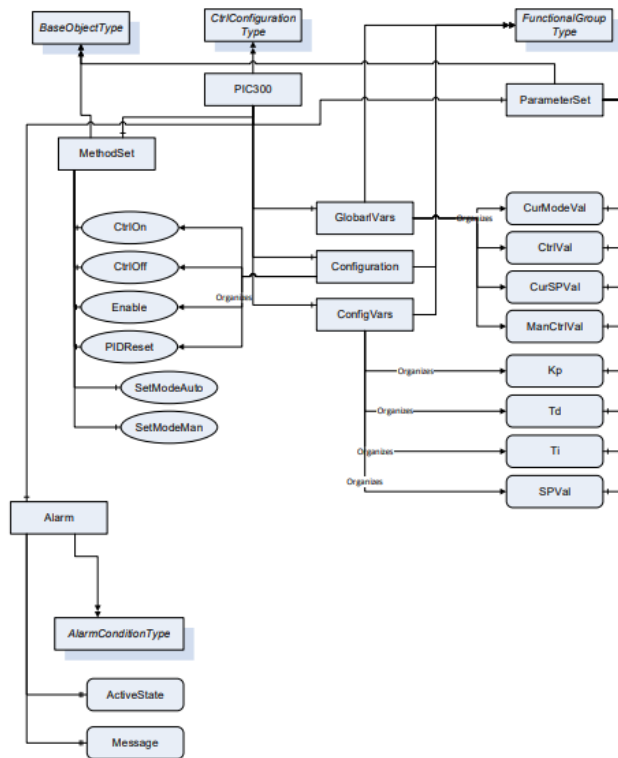 BaseObjectType
CtrlConfiguration
Type
FunctionalGroup
Type
PIC300
ParameterSet
MethodSet
GlobarlVars
Organizes
CurModeVal
CtrlOn
CtrlVal
CtrlOff
Configuration
CurSPVal
Enable
Organizes
ConfigVars
ManCtrlVal
PIDReset
Organizes
Kp
SetModeAuto
Organizes
Td
SetModeMan
Organizes
Ti
Organizes
SPVal
Alarm
AlarmConditionType
ActiveState
Message